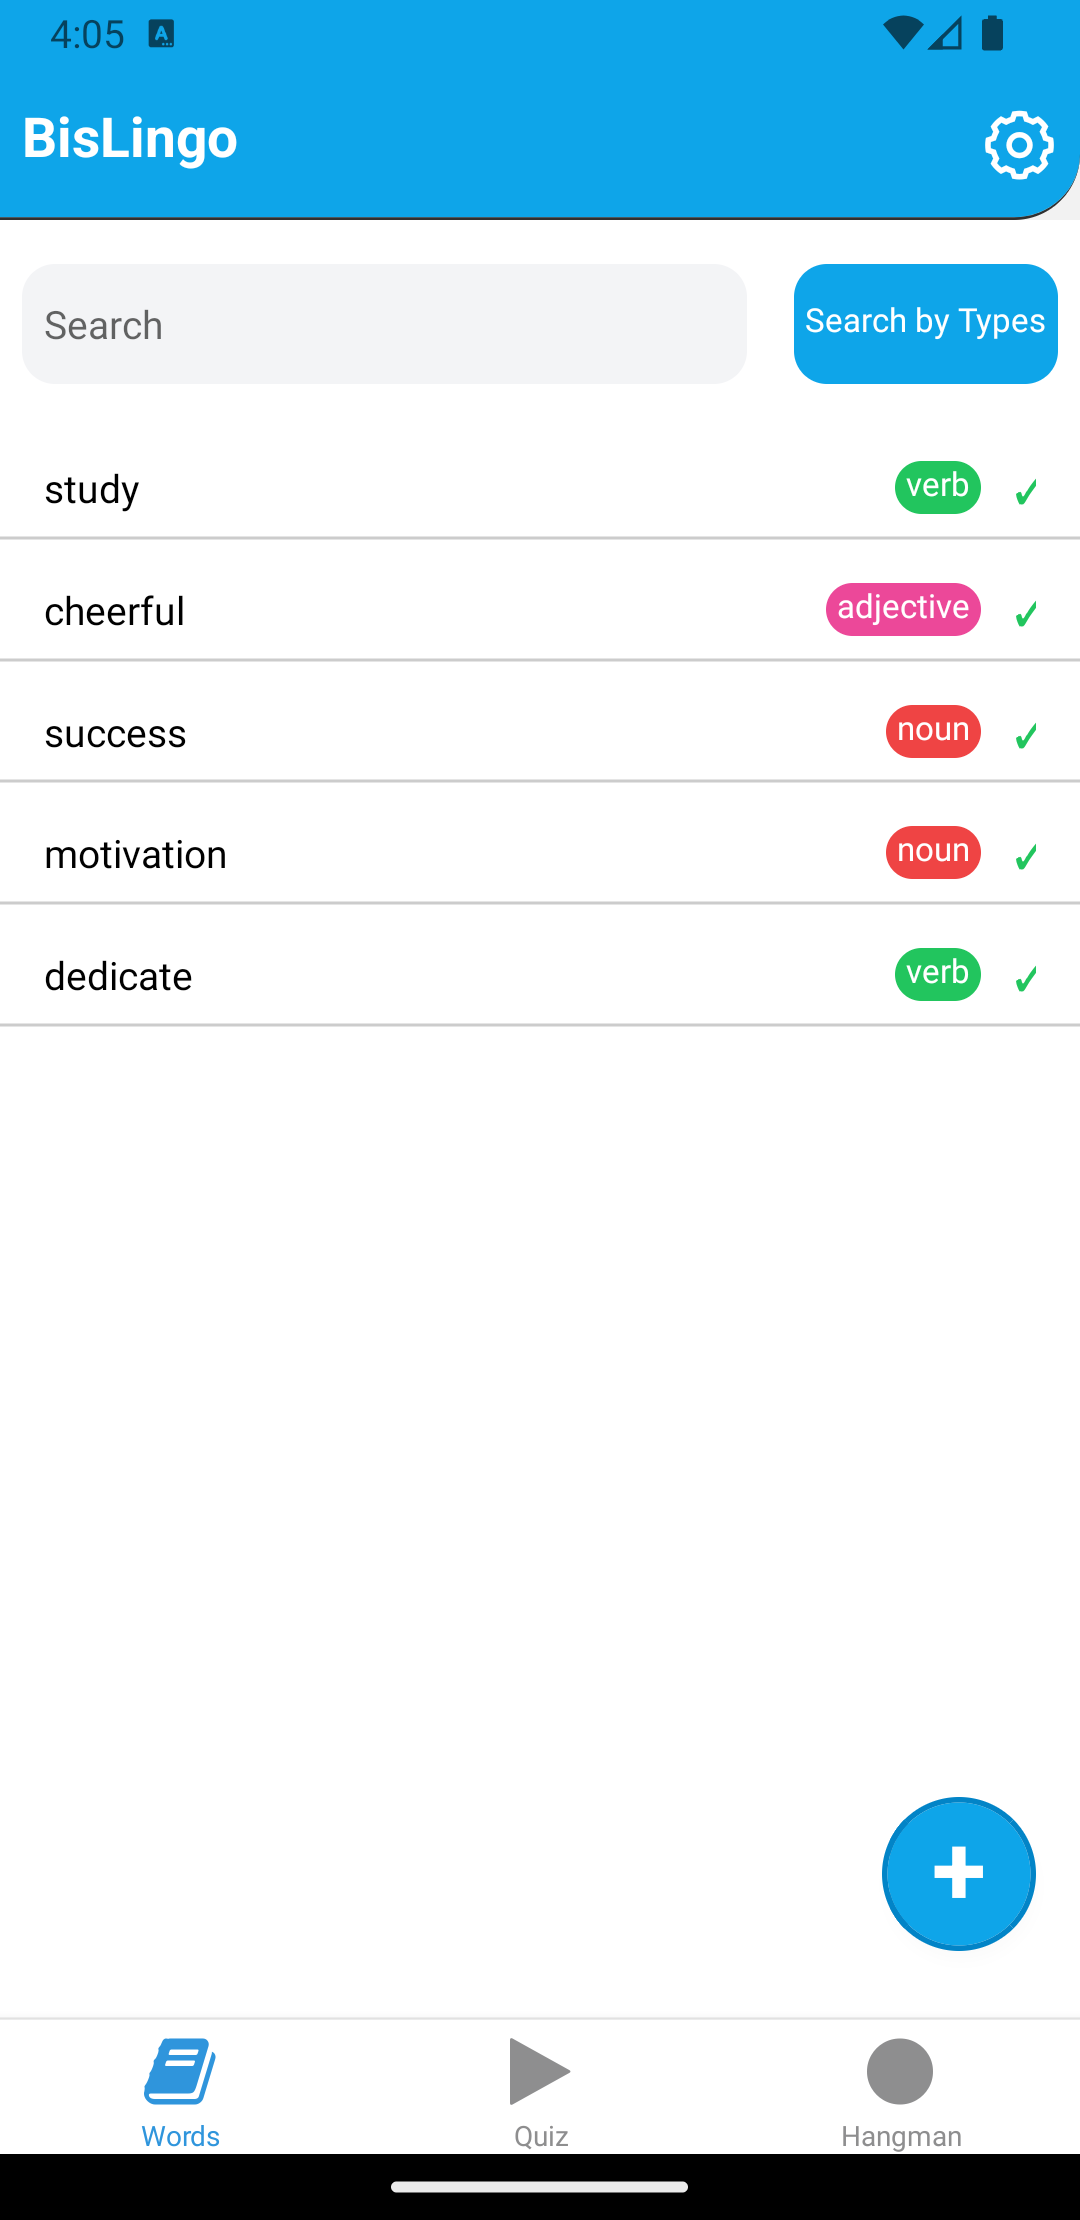 4:05
BisLingo
Search
Search by Types
study verb ✓
cheerful adjective ✓
success noun ✓
motivation noun ✓
dedicate verb ✓
Words Quiz Hangman